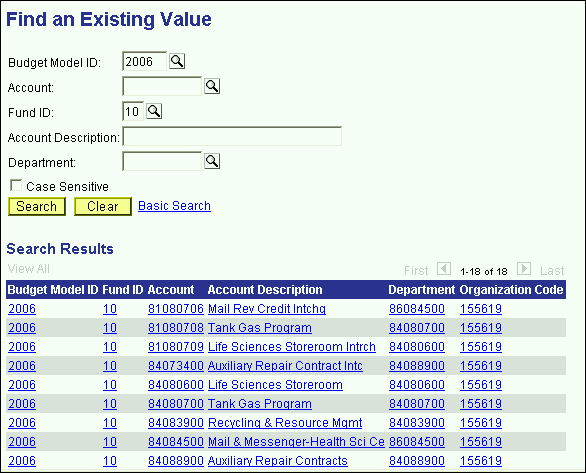 Find an Existing Value
Budget Model ID: 2006
Account:
Fund ID: 10
Account Description:
Department:
Case Sensitive
Search Clear Basic Search
Search Results
View All First 1-18 of 18 Last
Budget Model ID Fund ID Account Account Description Department Organization Code
2006 10 81080706 Mail Rev Credit Intchg 86084500 155619
2006 10 81080708 Tank Gas Program 84080700 155619
2006 10 81080709 Life Sciences Storeroom Intrch 84080600 155619
2006 10 84073400 Auxiliary Repair Contract Intc 84088900 155619
2006 10 84080600 Life Sciences Storeroom 84080600 155619
2006 10 84080700 Tank Gas Program 84080700 155619
2006 10 84083900 Recycling & Resource Mgmt 84083900 155619
2006 10 84084500 Mail & Messenger-Health Sci Ce 86084500 155619
2006 10 84088900 Auxiliary Repair Contracts 84088900 155619